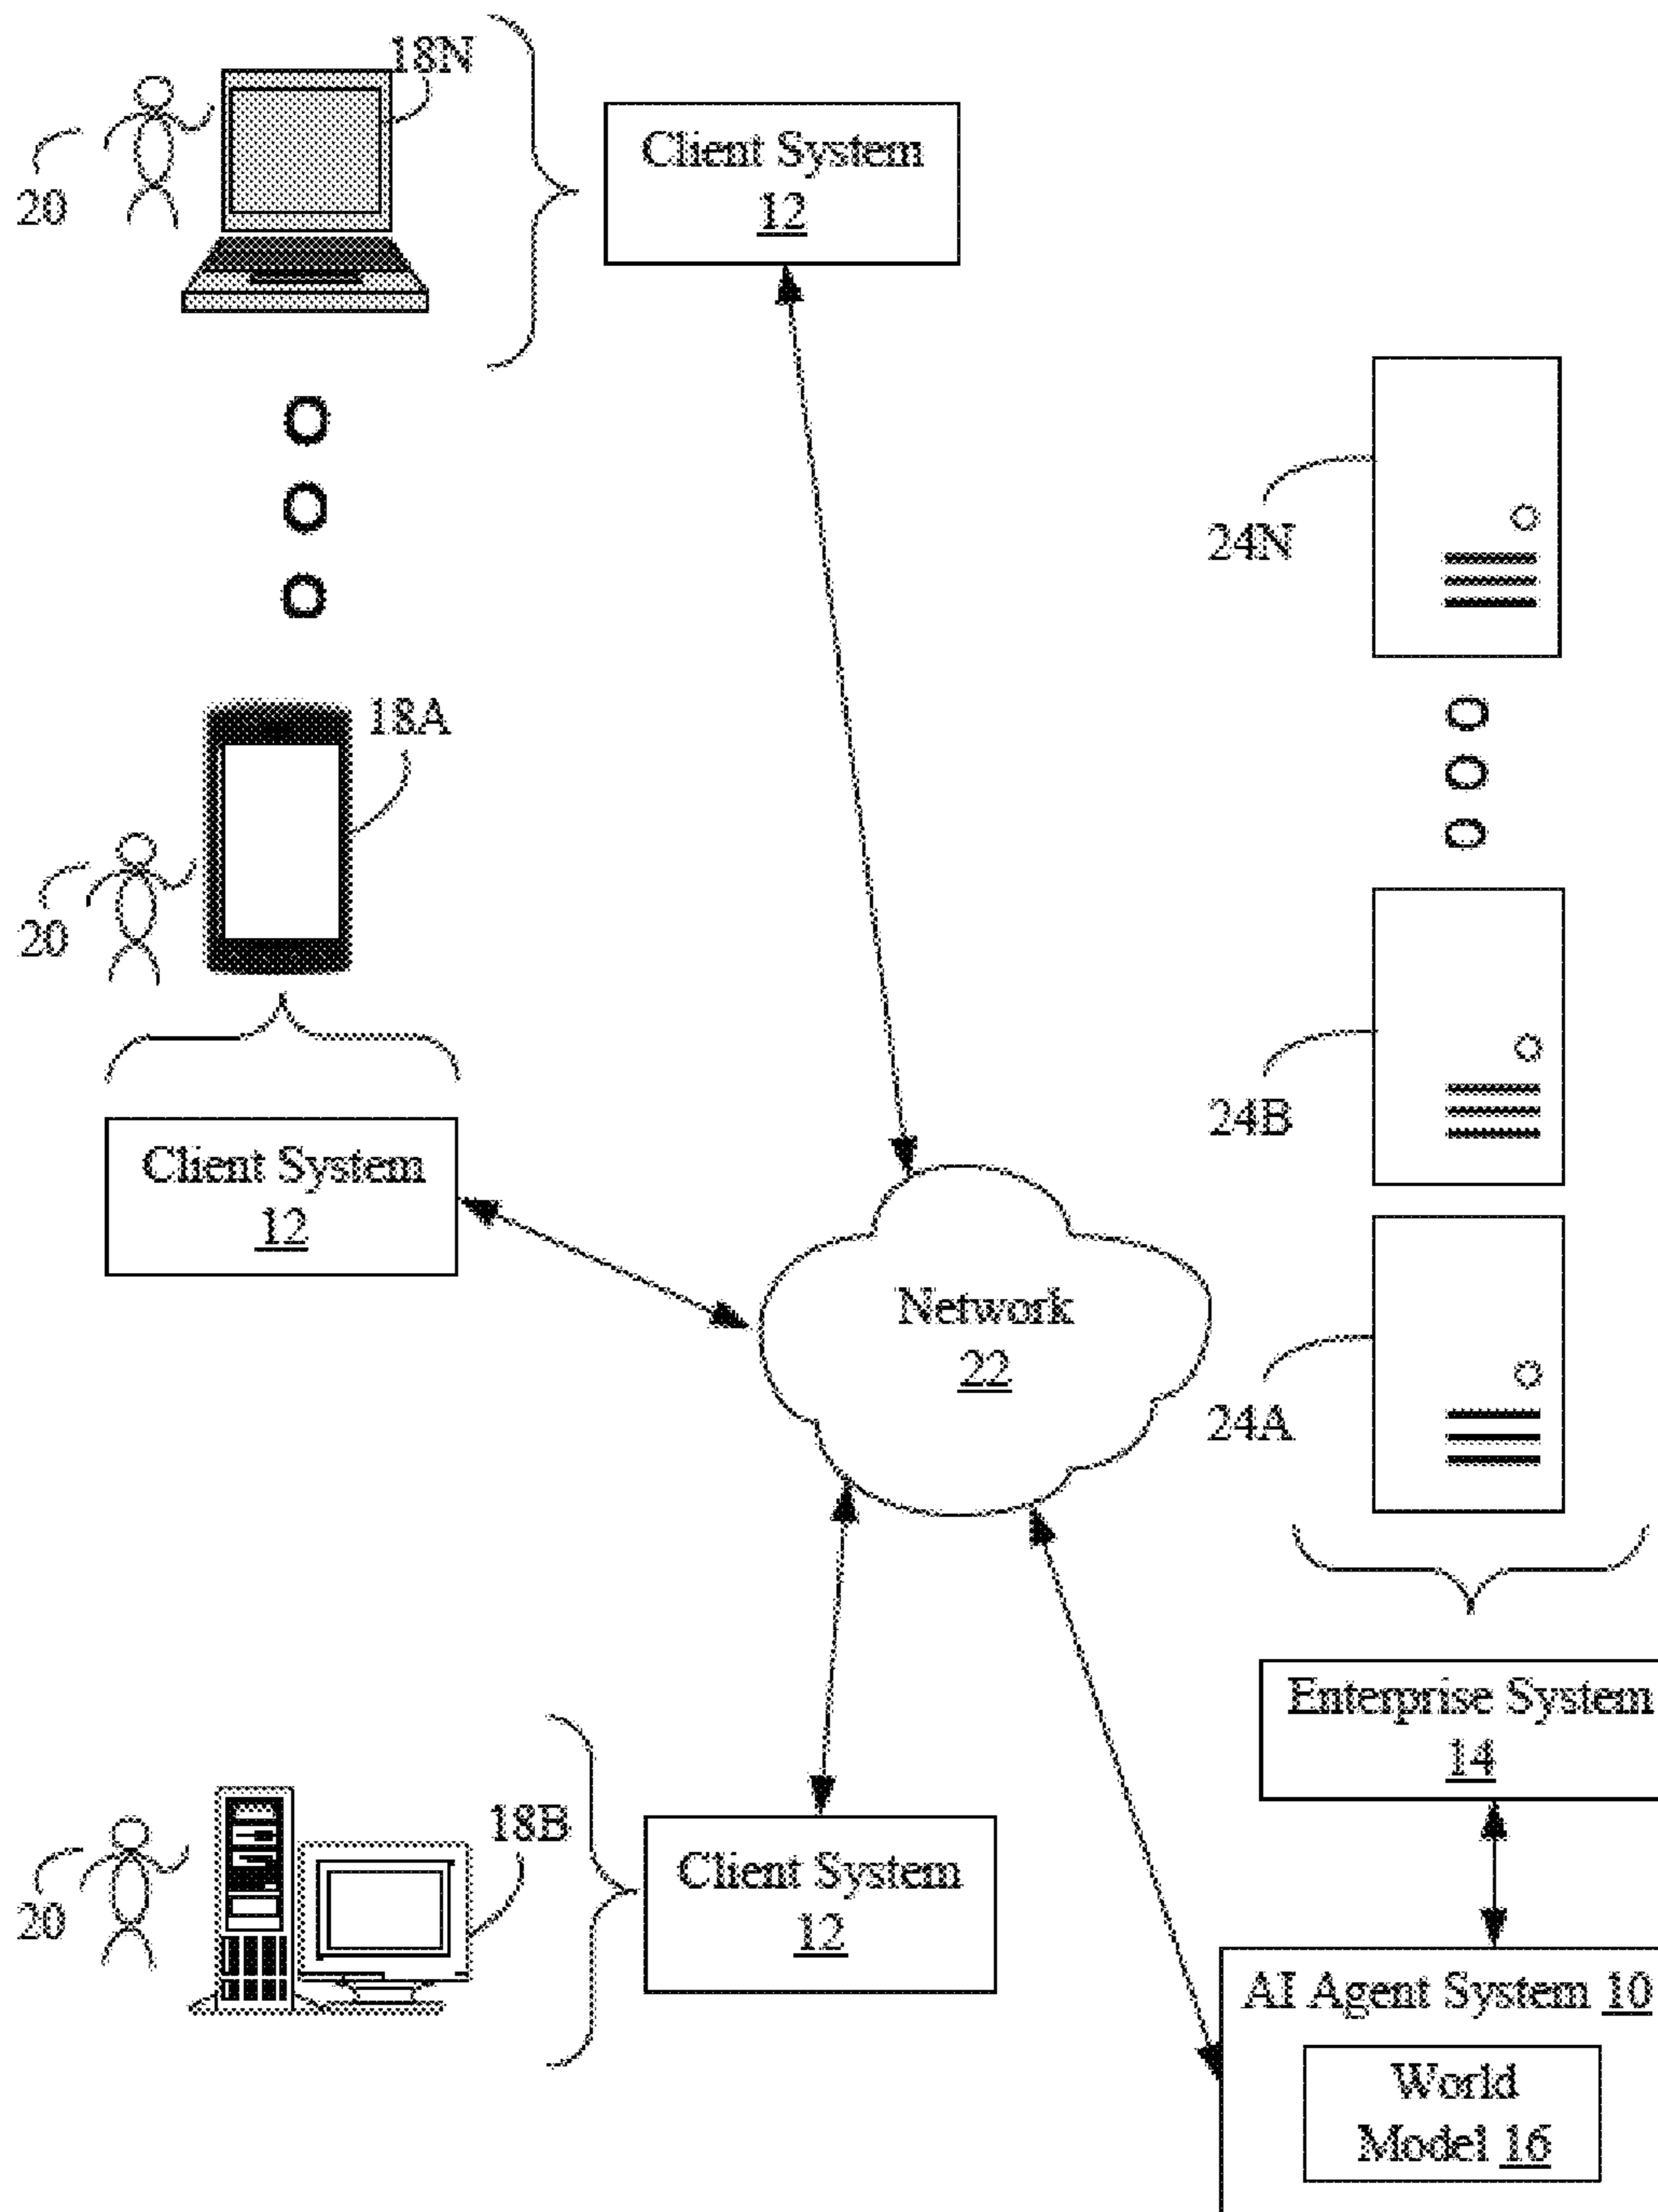 18N
Client System
12
20
24N
18A
20
24B
Client System
12
Network
22
24A
Enterprise System
14
18B
Client System
12
20
AI Agent System 10
World
Model 16